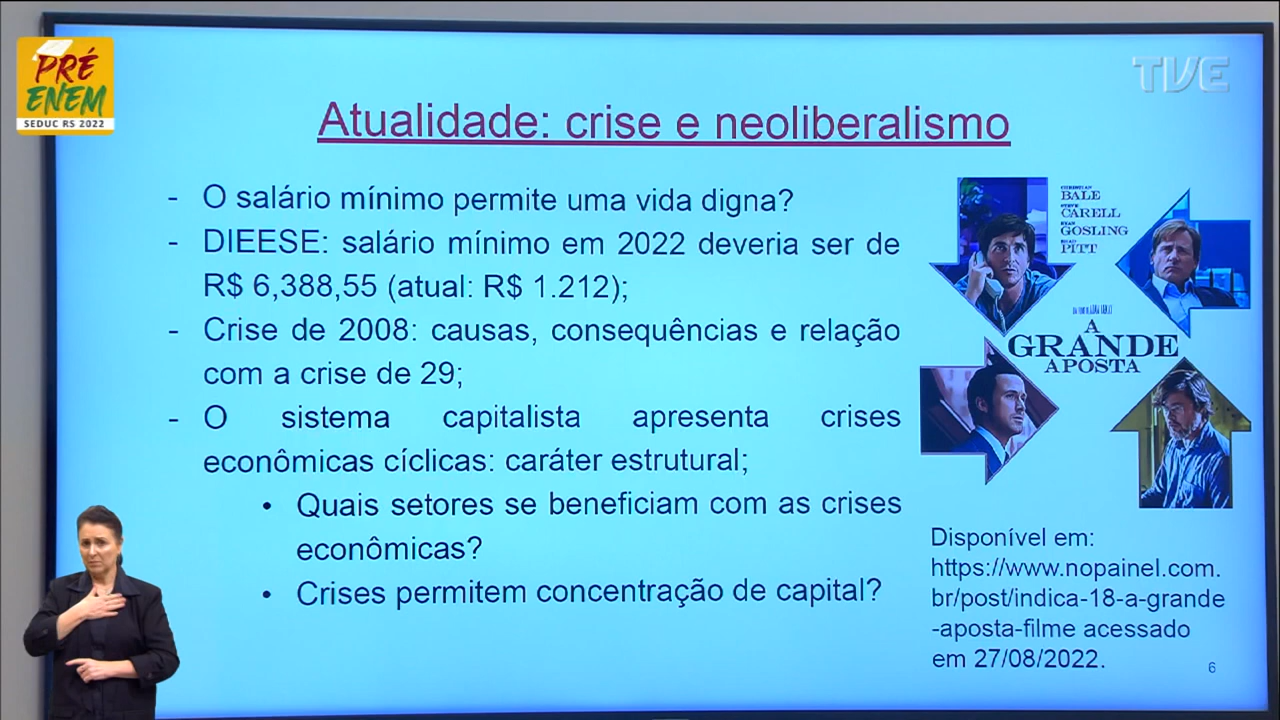 PRÉ
ENEM
SEDUC RS 2022
TVE
Atualidade: crise e neoliberalismo
- O salário mínimo permite uma vida digna?
- DIEESE: salário mínimo em 2022 deveria ser de
R$ 6,388,55 (atual: R$ 1.212);
- Crise de 2008: causas, consequências e relação
com a crise de 29;
- O sistema capitalista apresenta crises
econômicas cíclicas: caráter estrutural;
• Quais setores se beneficiam com as crises
econômicas?
• Crises permitem concentração de capital?
CHRISTIAN
BALE
STEVE
CARELL
RYAN
GOSLING
BRAD
PITT
A
GRANDE
APOSTA
Disponível em:
https://www.nopainel.com.
br/post/indica-18-a-grande
-aposta-filme acessado
em 27/08/2022.
6